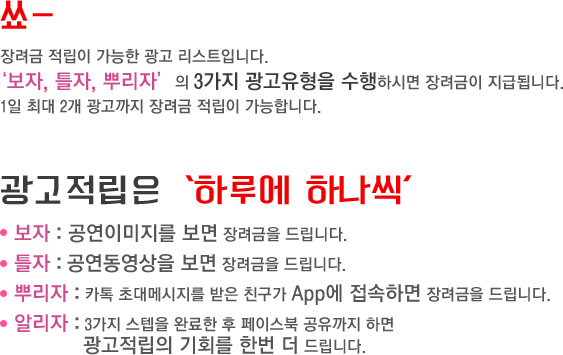 쑈–
장려금 적립이 가능한 광고 리스트입니다.
‘보자, 틀자, 뿌리자’ 의 3가지 광고유형을 수행하시면 장려금이 지급됩니다.
1일 최대 2개 광고까지 장려금 적립이 가능합니다.
광고적립은 ‘하루에 하나씩’
• 보자 : 공연이미지를 보면 장려금을 드립니다.
• 틀자 : 공연동영상을 보면 장려금을 드립니다.
• 뿌리자 : 카톡 초대메시지를 받은 친구가 App에 접속하면 장려금을 드립니다.
• 알리자 : 3가지 스텝을 완료한 후 페이스북 공유까지 하면
광고적립의 기회를 한번 더 드립니다.